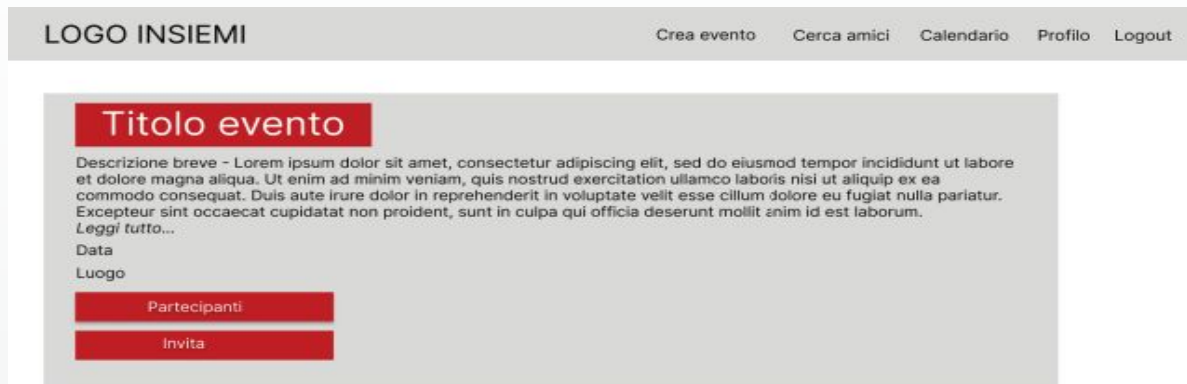 LOGO INSIEMI
Crea evento Cerca amici Calendario Profilo Logout
Titolo evento
Descrizione breve - Lorem ipsum dolor sit amet, consectetur adipiscing elit, sed do eiusmod tempor incididunt ut labore
et dolore magna aliqua. Ut enim ad minim veniam, quis nostrud exercitation ullamco laboris nisi ut aliquip ex ea
commodo consequat. Duis aute irure dolor in reprehenderit in voluptate velit esse cillum dolore eu fugiat nulla pariatur.
Excepteur sint occaecat cupidatat non proident, sunt in culpa qui officia deserunt mollit anim id est laborum.
Leggi tutto...
Data
Luogo
Partecipanti
Invita